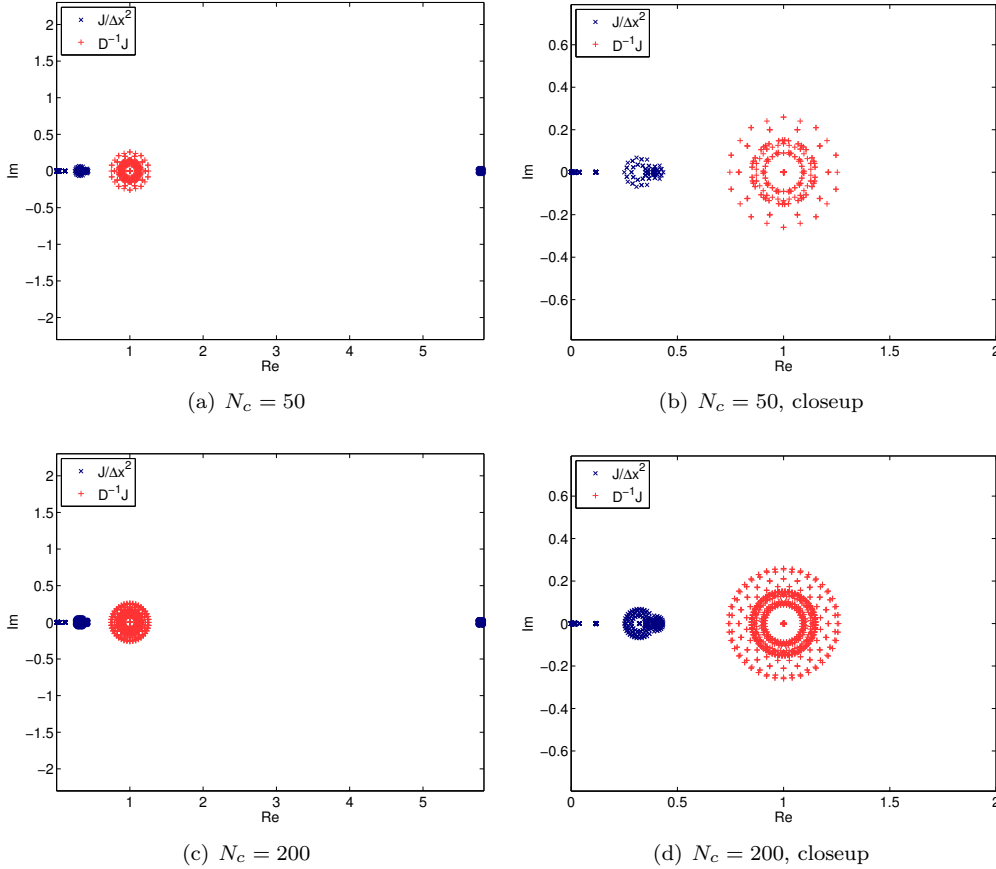 2
1.5
1
0.5
0
−0.5
−1
−1.5
−2
Im
× J/Δx²
+ D⁻¹J
1 2 3 4 5
Re
(a) N_c = 50
0.6
0.4
0.2
0
−0.2
−0.4
−0.6
Im
× J/Δx²
+ D⁻¹J
0 0.5 1 1.5 2
Re
(b) N_c = 50, closeup
2
1.5
1
0.5
0
−0.5
−1
−1.5
−2
Im
× J/Δx²
+ D⁻¹J
1 2 3 4 5
Re
(c) N_c = 200
0.6
0.4
0.2
0
−0.2
−0.4
−0.6
Im
× J/Δx²
+ D⁻¹J
0 0.5 1 1.5 2
Re
(d) N_c = 200, closeup